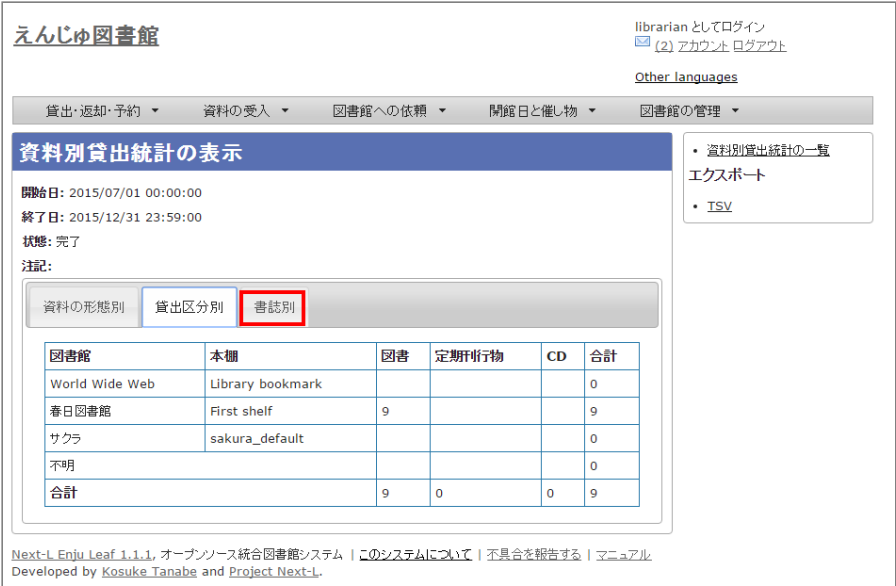 えんじゅ図書館
librarian としてログイン
(2) アカウント ログアウト
Other languages
貸出・返却・予約 ▼ 資料の受入 ▼ 図書館への依頼 ▼ 開館日と催し物 ▼ 図書館の管理 ▼
資料別貸出統計の表示
開始日: 2015/07/01 00:00:00
終了日: 2015/12/31 23:59:00
状態: 完了
注記:
資料の形態別 貸出区分別 書誌別
図書館 本棚 図書 定期刊行物 CD 合計
World Wide Web Library bookmark 0
春日図書館 First shelf 9 9
サクラ sakura_default 0
不明 0
合計 9 0 0 9
• 資料別貸出統計の一覧
エクスポート
• TSV
Next-L Enju Leaf 1.1.1, オープンソース統合図書館システム | このシステムについて | 不具合を報告する | マニュアル
Developed by Kosuke Tanabe and Project Next-L.